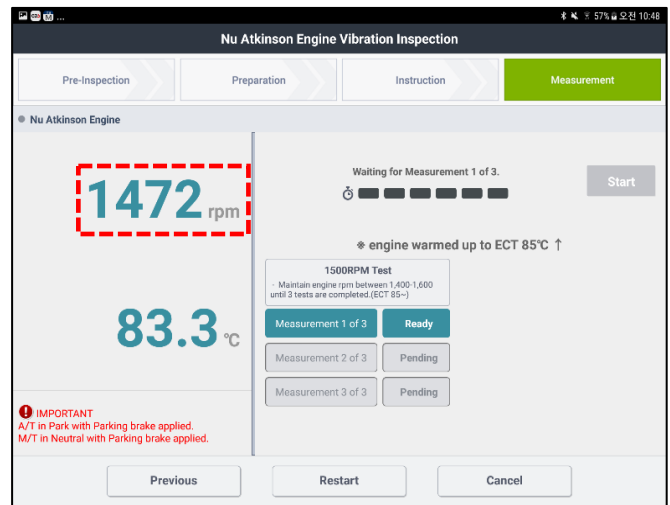 ... 57% 오전 10:48
Nu Atkinson Engine Vibration Inspection
Pre-Inspection
Preparation
Instruction
Measurement
Nu Atkinson Engine
1472 rpm
83.3 ℃
IMPORTANT
A/T in Park with Parking brake applied.
M/T in Neutral with Parking brake applied.
Waiting for Measurement 1 of 3.
Start
※ engine warmed up to ECT 85℃ ↑
1500RPM Test
- Maintain engine rpm between 1,400-1,600
until 3 tests are completed.(ECT 85~)
Measurement 1 of 3 Ready
Measurement 2 of 3 Pending
Measurement 3 of 3 Pending
Previous
Restart
Cancel